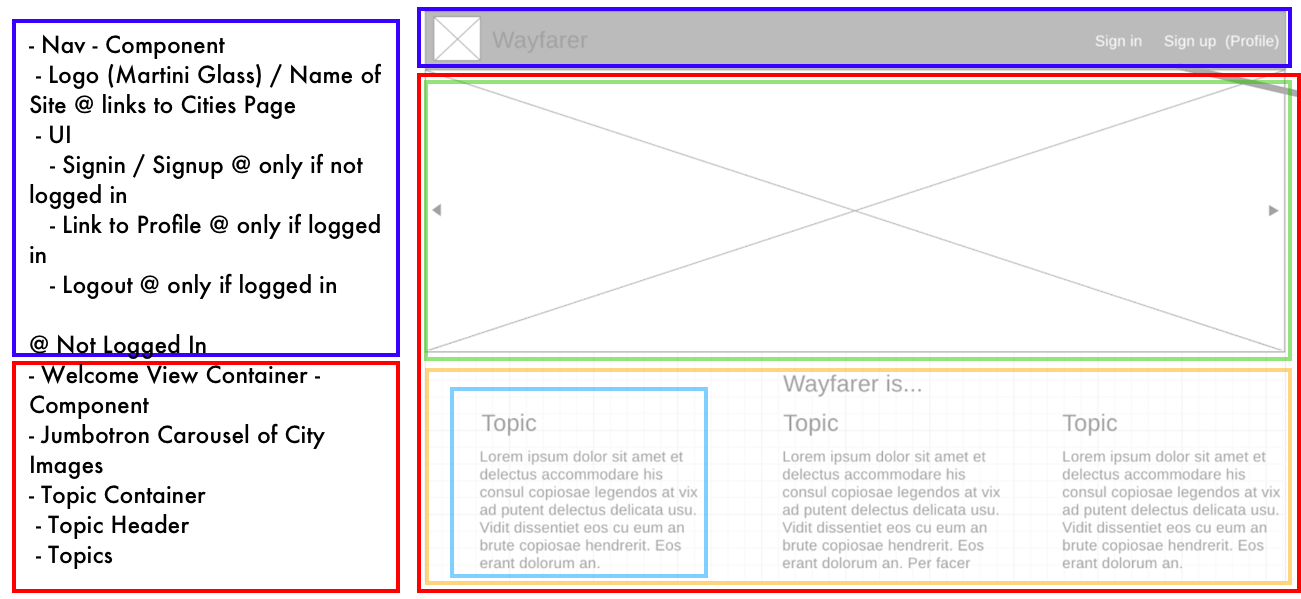 - Nav - Component
- Logo (Martini Glass) / Name of
Site @ links to Cities Page
- UI
- Signin / Signup @ only if not
logged in
- Link to Profile @ only if logged
in
- Logout @ only if logged in
@ Not Logged In
- Welcome View Container -
Component
- Jumbotron Carousel of City
Images
- Topic Container
- Topic Header
- Topics
Wayfarer
Sign in Sign up (Profile)
Wayfarer is...
Topic
Lorem ipsum dolor sit amet et
delectus accommodare his
consul copiosae legendos at vix
ad putent delectus delicata usu.
Vidit dissentiet eos cu eum an
brute copiosae hendrerit. Eos
erant dolorum an.
Topic
Lorem ipsum dolor sit amet et
delectus accommodare his
consul copiosae legendos at vix
ad putent delectus delicata usu.
Vidit dissentiet eos cu eum an
brute copiosae hendrerit. Eos
erant dolorum an. Per facer
Topic
Lorem ipsum dolor sit amet et
delectus accommodare his
consul copiosae legendos at vix
ad putent delectus delicata usu.
Vidit dissentiet eos cu eum an
brute copiosae hendrerit. Eos
erant dolorum an. Per facer